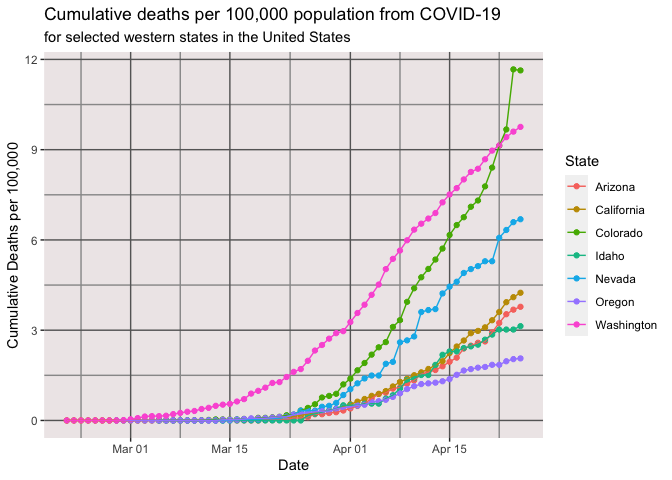 Cumulative deaths per 100,000 population from COVID-19
for selected western states in the United States
Cumulative Deaths per 100,000
12
9
6
3
0
Mar 01
Mar 15
Apr 01
Apr 15
Date
State
Arizona
California
Colorado
Idaho
Nevada
Oregon
Washington